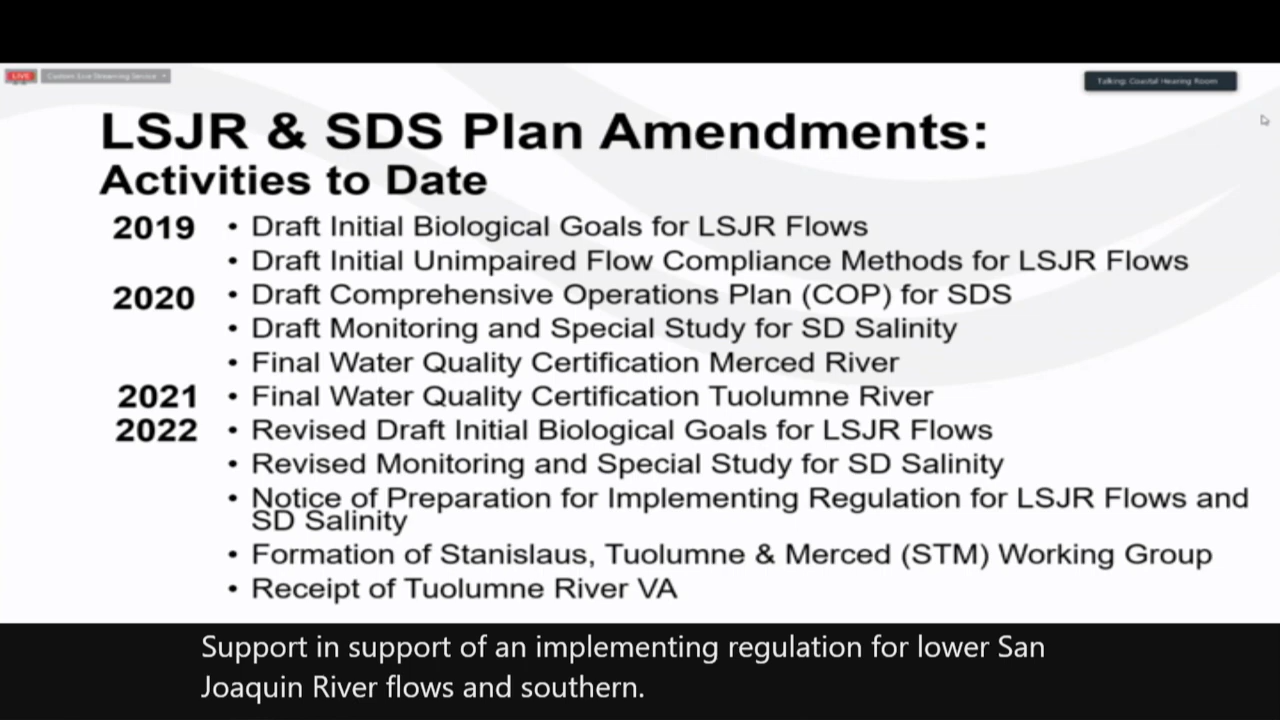 LIVE
Custom Live Streaming Service
Talking: Coastal Hearing Room
LSJR & SDS Plan Amendments:
Activities to Date
2019 • Draft Initial Biological Goals for LSJR Flows
• Draft Initial Unimpaired Flow Compliance Methods for LSJR Flows
2020 • Draft Comprehensive Operations Plan (COP) for SDS
• Draft Monitoring and Special Study for SD Salinity
• Final Water Quality Certification Merced River
2021 • Final Water Quality Certification Tuolumne River
2022 • Revised Draft Initial Biological Goals for LSJR Flows
• Revised Monitoring and Special Study for SD Salinity
• Notice of Preparation for Implementing Regulation for LSJR Flows and
SD Salinity
• Formation of Stanislaus, Tuolumne & Merced (STM) Working Group
• Receipt of Tuolumne River VA
Support in support of an implementing regulation for lower San
Joaquin River flows and southern.